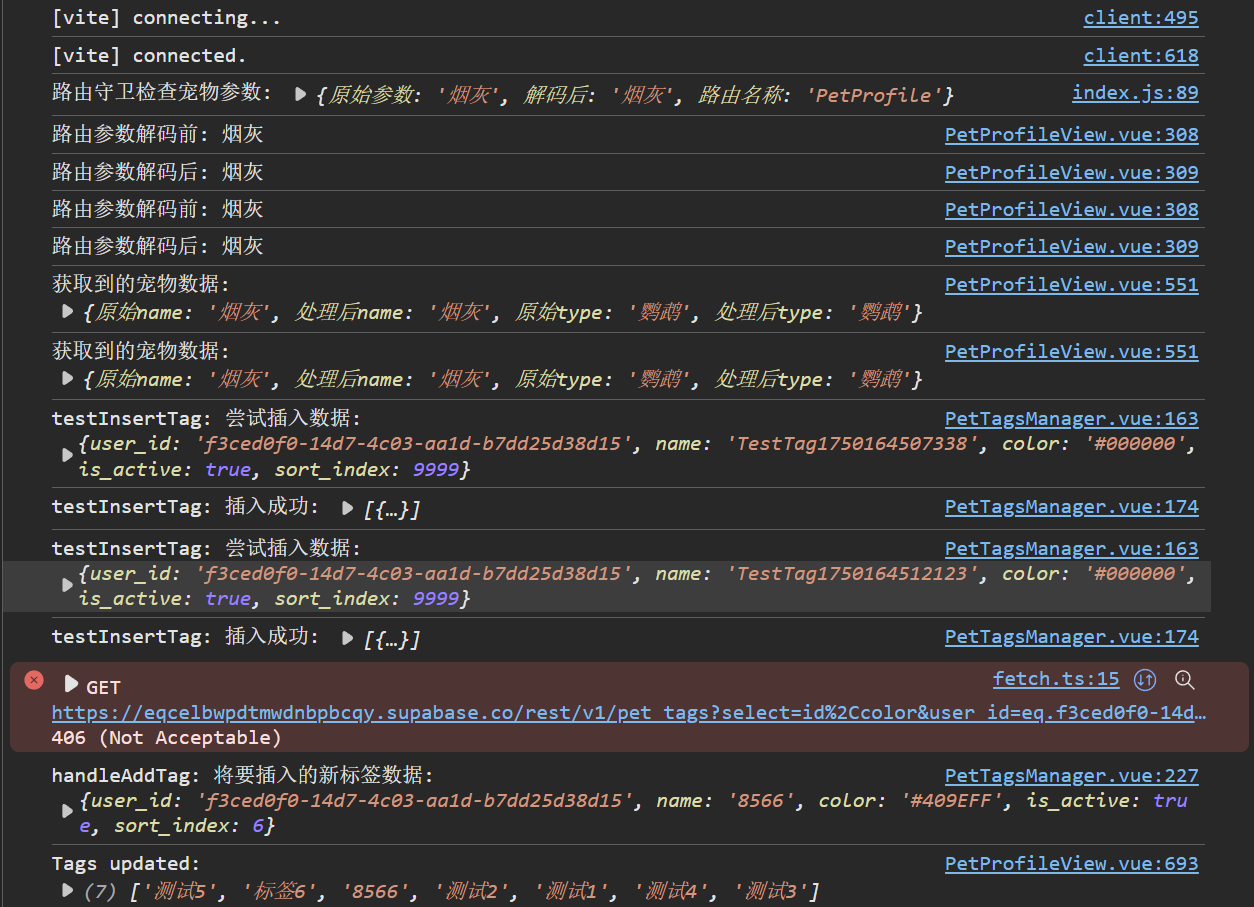 [vite] connecting... client:495
[vite] connected. client:618
路由守卫检查宠物参数: ▶ {原始参数: '烟灰', 解码后: '烟灰', 路由名称: 'PetProfile'} index.js:89
路由参数解码前: 烟灰 PetProfileView.vue:308
路由参数解码后: 烟灰 PetProfileView.vue:309
路由参数解码前: 烟灰 PetProfileView.vue:308
路由参数解码后: 烟灰 PetProfileView.vue:309
获取到的宠物数据: PetProfileView.vue:551
▶ {原始name: '烟灰', 处理后name: '烟灰', 原始type: '鹦鹉', 处理后type: '鹦鹉'}
获取到的宠物数据: PetProfileView.vue:551
▶ {原始name: '烟灰', 处理后name: '烟灰', 原始type: '鹦鹉', 处理后type: '鹦鹉'}
testInsertTag: 尝试插入数据: PetTagsManager.vue:163
▶ {user_id: 'f3ced0f0-14d7-4c03-aa1d-b7dd25d38d15', name: 'TestTag1750164507338', color: '#000000',
is_active: true, sort_index: 9999}
testInsertTag: 插入成功: ▶ [{…}] PetTagsManager.vue:174
testInsertTag: 尝试插入数据: PetTagsManager.vue:163
▶ {user_id: 'f3ced0f0-14d7-4c03-aa1d-b7dd25d38d15', name: 'TestTag1750164512123', color: '#000000',
is_active: true, sort_index: 9999}
testInsertTag: 插入成功: ▶ [{…}] PetTagsManager.vue:174
▶ GET fetch.ts:15
https://eqcelbwpdtmwdnbpbcqy.supabase.co/rest/v1/pet_tags?select=id%2Ccolor&user_id=eq.f3ced0f0-14d…
406 (Not Acceptable)
handleAddTag: 将要插入的新标签数据: PetTagsManager.vue:227
▶ {user_id: 'f3ced0f0-14d7-4c03-aa1d-b7dd25d38d15', name: '8566', color: '#409EFF', is_active: tru
e, sort_index: 6}
Tags updated: PetProfileView.vue:693
▶ (7) ['测试5', '标签6', '8566', '测试2', '测试1', '测试4', '测试3']